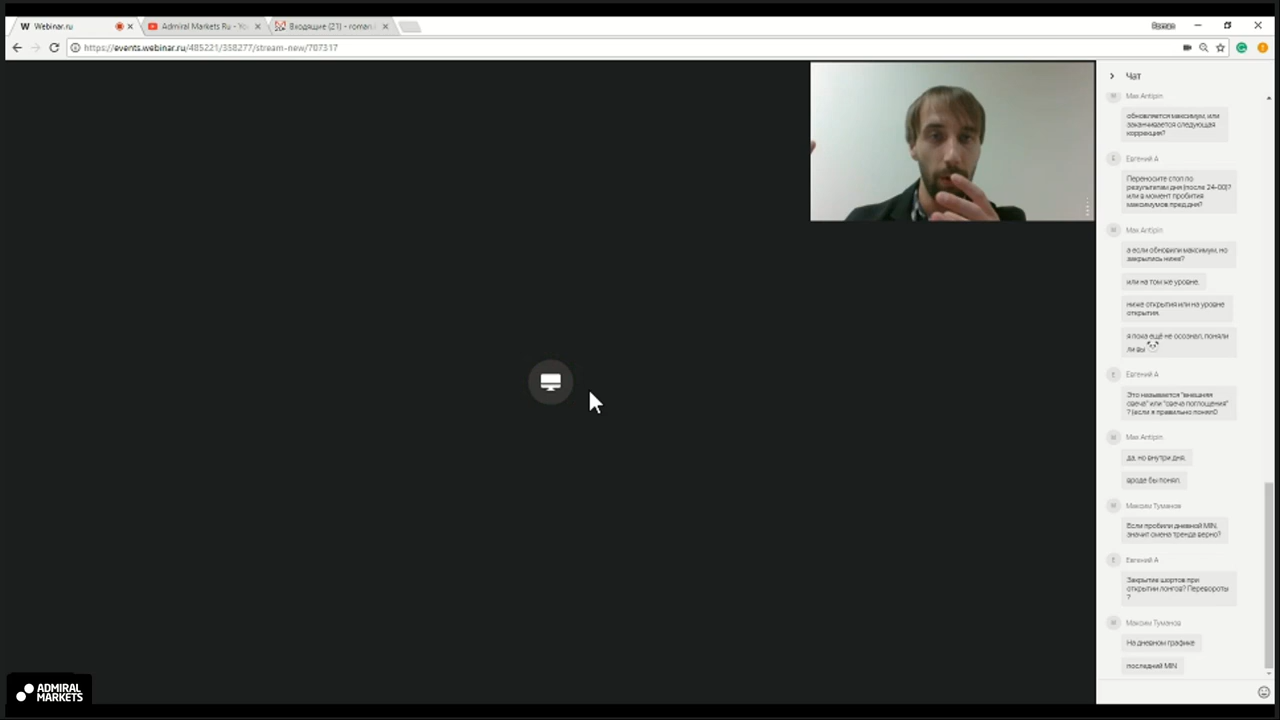 Webinar.ru
Admiral Markets Ru - Yo
Входящие (21) - roman
https://events.webinar.ru/485221/358277/stream-new/707317
Чат
Max Antipin
обновляется максимум, или
заканчивается следующая
коррекция?
Евгений А
Переносите стоп по
результатам дня (после 24-00)?
или в момент пробития
максимумов пред.дня?
Max Antipin
а если обновили максимум, но
закрылись ниже?
или на том же уровне.
ниже открытия или на уровне
открытия.
я пока ещё не осознал, поняли
ли вы
Евгений А
Это называется "внешняя
свеча" или "свеча поглощения"
? (если я правильно понял)
Max Antipin
да, но внутри дня.
вроде бы понял.
Максим Туманов
Если пробили дневной MIN,
значит смена тренда верно?
Евгений А
Закрытие шортов при
открытии лонгов? Перевороты
?
Максим Туманов
На дневном графике
последний MIN
ADMIRAL
MARKETS